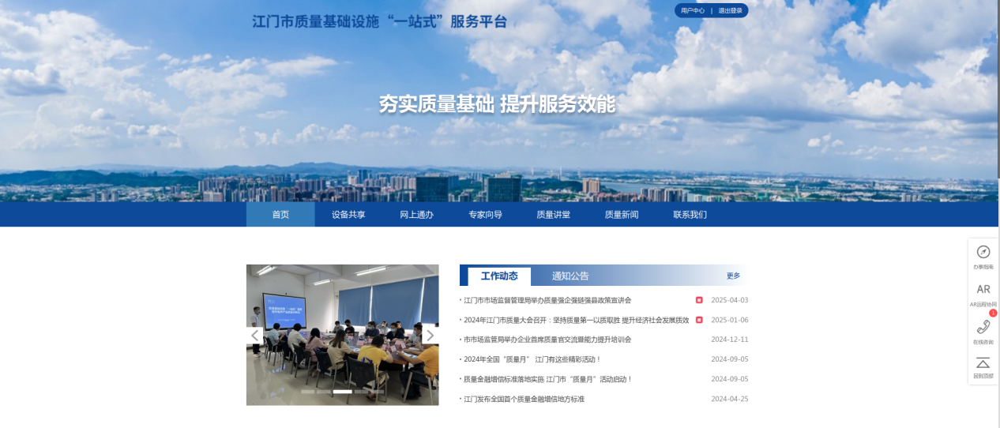 江门市质量基础设施“一站式”服务平台
用户中心 | 退出登录
夯实质量基础 提升服务效能
首页 设备共享 网上通办 专家向导 质量讲堂 质量新闻 联系我们
工作动态 通知公告 更多
· 江门市市场监督管理局举办质量强企强链强县政策宣讲会 2025-04-03
· 2024年江门市质量大会召开：坚持质量第一以质取胜 提升经济社会发展质效 2025-01-06
· 市市场监管局举办企业首席质量官交流暨能力提升培训会 2024-12-11
· 2024年全国“质量月” 江门有这些精彩活动！ 2024-09-05
· 质量金融增信标准落地实施 江门市“质量月”活动启动！ 2024-09-05
· 江门发布全国首个质量金融增信地方标准 2024-04-25
办事指南
AR
AR远程协同
1
在线咨询
回到顶部